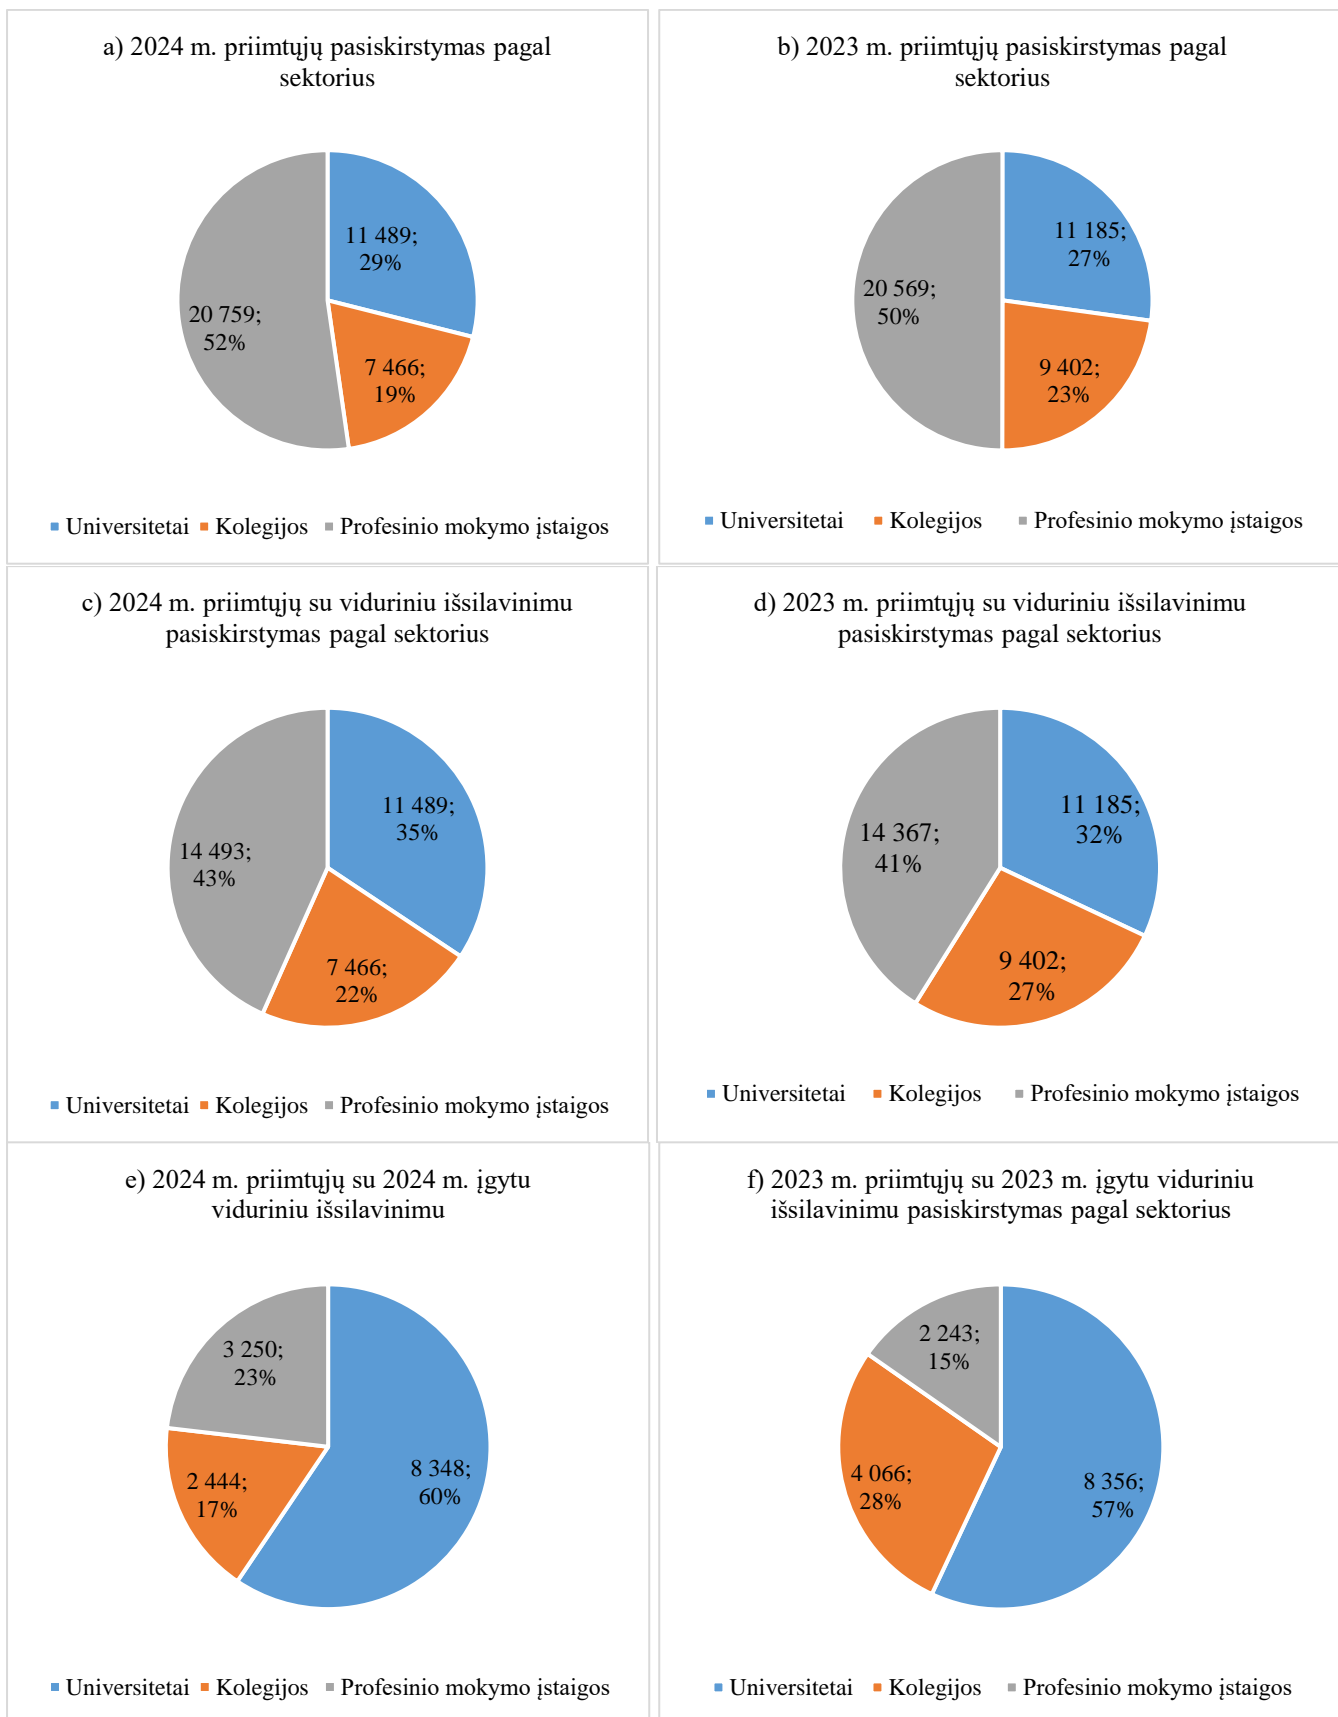 a) 2024 m. priimtųjų pasiskirstymas pagal
sektorius
11 489;
29%
20 759;
52%
7 466;
19%
Universitetai Kolegijos Profesinio mokymo įstaigos
b) 2023 m. priimtųjų pasiskirstymas pagal
sektorius
11 185;
27%
20 569;
50%
9 402;
23%
Universitetai Kolegijos Profesinio mokymo įstaigos
c) 2024 m. priimtųjų su viduriniu išsilavinimu
pasiskirstymas pagal sektorius
11 489;
35%
14 493;
43%
7 466;
22%
Universitetai Kolegijos Profesinio mokymo įstaigos
d) 2023 m. priimtųjų su viduriniu išsilavinimu
pasiskirstymas pagal sektorius
11 185;
32%
14 367;
41%
9 402;
27%
Universitetai Kolegijos Profesinio mokymo įstaigos
e) 2024 m. priimtųjų su 2024 m. įgytu
viduriniu išsilavinimu
3 250;
23%
8 348;
60%
2 444;
17%
Universitetai Kolegijos Profesinio mokymo įstaigos
f) 2023 m. priimtųjų su 2023 m. įgytu viduriniu
išsilavinimu pasiskirstymas pagal sektorius
2 243;
15%
4 066;
28%
8 356;
57%
Universitetai Kolegijos Profesinio mokymo įstaigos